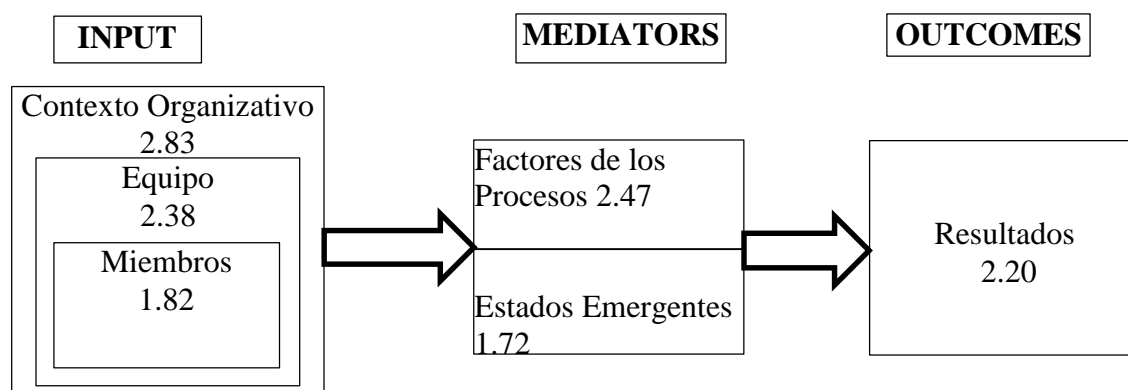 INPUT
MEDIATORS
OUTCOMES
Contexto Organizativo
2.83
Equipo
2.38
Miembros
1.82
Factores de los
Procesos 2.47
Estados Emergentes
1.72
Resultados
2.20